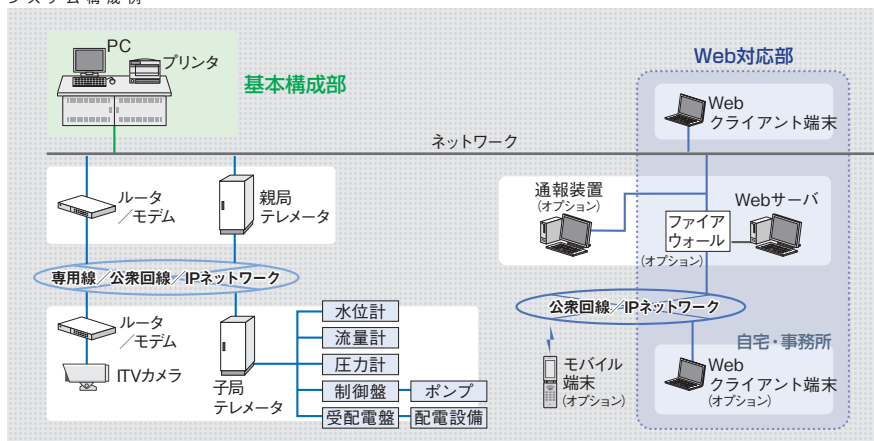 システム構成例
PC
プリンタ
基本構成部
Web対応部
Web
クライアント端末
ネットワーク
ルータ
／モデム
親局
テレメータ
通報装置
(オプション)
Webサーバ
ファイア
ウォール
(オプション)
専用線／公衆回線／IPネットワーク
公衆回線／IPネットワーク
ルータ
／モデム
ITVカメラ
子局
テレメータ
水位計
流量計
圧力計
制御盤
ポンプ
受配電盤
配電設備
モバイル
端末
(オプション)
自宅・事務所
Web
クライアント端末
(オプション)